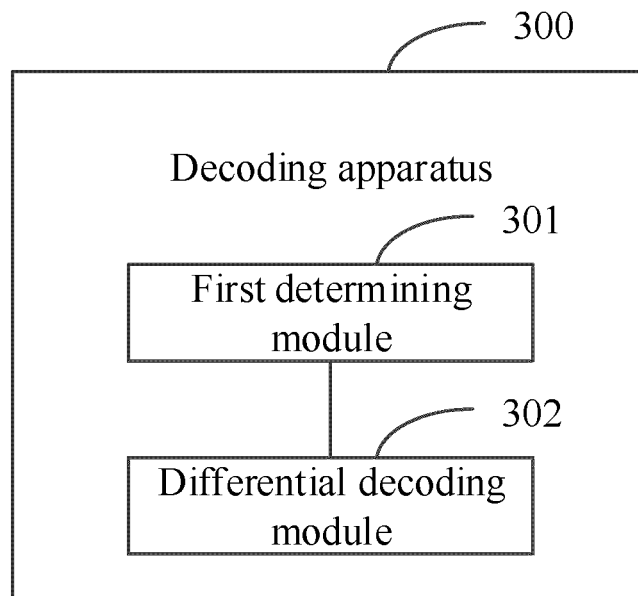 300
Decoding apparatus
301
First determining
module
302
Differential decoding
module